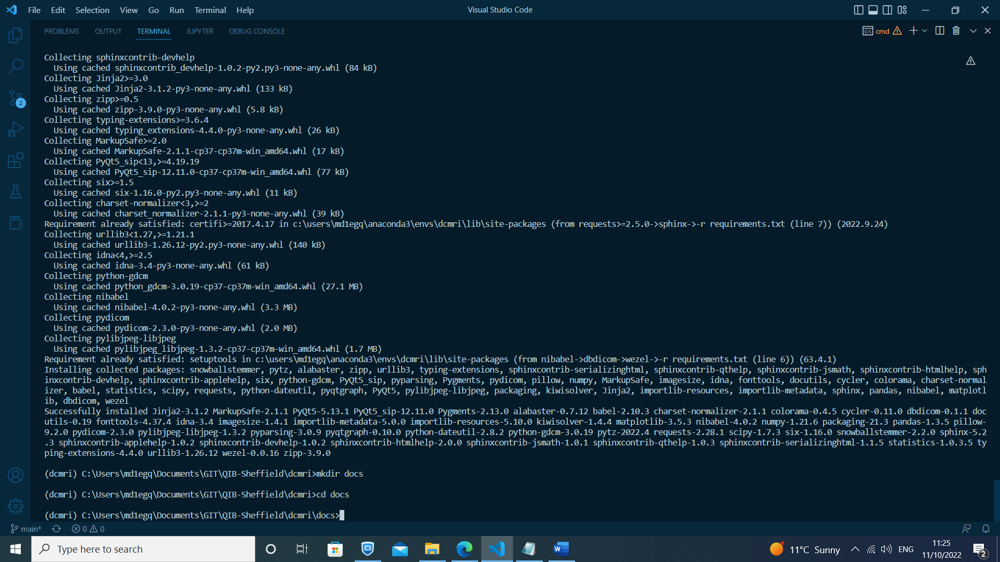 File Edit Selection View Go Run Terminal Help
Visual Studio Code
PROBLEMS OUTPUT TERMINAL JUPYTER DEBUG CONSOLE
cmd
Collecting sphinxcontrib-devhelp
Using cached sphinxcontrib_devhelp-1.0.2-py2.py3-none-any.whl (84 kB)
Collecting Jinja2>=3.0
Using cached Jinja2-3.1.2-py3-none-any.whl (133 kB)
Collecting zipp>=0.5
Using cached zipp-3.9.0-py3-none-any.whl (5.8 kB)
Collecting typing-extensions>=3.6.4
Using cached typing_extensions-4.4.0-py3-none-any.whl (26 kB)
Collecting MarkupSafe>=2.0
Using cached MarkupSafe-2.1.1-cp37-cp37m-win_amd64.whl (17 kB)
Collecting PyQt5_sip<13,>=4.19.19
Using cached PyQt5_sip-12.11.0-cp37-cp37m-win_amd64.whl (77 kB)
Collecting six>=1.5
Using cached six-1.16.0-py2.py3-none-any.whl (11 kB)
Collecting charset-normalizer<3,>=2
Using cached charset_normalizer-2.1.1-py3-none-any.whl (39 kB)
Requirement already satisfied: certifi>=2017.4.17 in c:\users\md1egq\anaconda3\envs\dcmri\lib\site-packages (from requests>=2.5.0->sphinx->-r requirements.txt (line 7)) (2022.9.24)
Collecting urllib3<1.27,>=1.21.1
Using cached urllib3-1.26.12-py2.py3-none-any.whl (140 kB)
Collecting idna<4,>=2.5
Using cached idna-3.4-py3-none-any.whl (61 kB)
Collecting python-gdcm
Using cached python_gdcm-3.0.19-cp37-cp37m-win_amd64.whl (27.1 MB)
Collecting nibabel
Using cached nibabel-4.0.2-py3-none-any.whl (3.3 MB)
Collecting pydicom
Using cached pydicom-2.3.0-py3-none-any.whl (2.0 MB)
Collecting pylibjpeg-libjpeg
Using cached pylibjpeg_libjpeg-1.3.2-cp37-cp37m-win_amd64.whl (1.7 MB)
Requirement already satisfied: setuptools in c:\users\md1egq\anaconda3\envs\dcmri\lib\site-packages (from nibabel->dbdicom->wezel->-r requirements.txt (line 6)) (63.4.1)
Installing collected packages: snowballstemmer, pytz, alabaster, zipp, urllib3, typing-extensions, sphinxcontrib-serializinghtml, sphinxcontrib-qthelp, sphinxcontrib-jsmath, sphinxcontrib-htmlhelp, sph
inxcontrib-devhelp, sphinxcontrib-applehelp, six, python-gdcm, PyQt5_sip, pyparsing, Pygments, pydicom, pillow, numpy, MarkupSafe, imagesize, idna, fonttools, docutils, cycler, colorama, charset-normal
izer, babel, statistics, scipy, requests, python-dateutil, pyqtgraph, PyQt5, pylibjpeg-libjpeg, packaging, kiwisolver, Jinja2, importlib-resources, importlib-metadata, sphinx, pandas, nibabel, matplotl
ib, dbdicom, wezel
Successfully installed Jinja2-3.1.2 MarkupSafe-2.1.1 PyQt5-5.13.1 PyQt5_sip-12.11.0 Pygments-2.13.0 alabaster-0.7.12 babel-2.10.3 charset-normalizer-2.1.1 colorama-0.4.5 cycler-0.11.0 dbdicom-0.1.1 doc
utils-0.19 fonttools-4.37.4 idna-3.4 imagesize-1.4.1 importlib-metadata-5.0.0 importlib-resources-5.10.0 kiwisolver-1.4.4 matplotlib-3.5.3 nibabel-4.0.2 numpy-1.21.6 packaging-21.3 pandas-1.3.5 pillow-
9.2.0 pydicom-2.3.0 pylibjpeg-libjpeg-1.3.2 pyparsing-3.0.9 pyqtgraph-0.10.0 python-dateutil-2.8.2 python-gdcm-3.0.19 pytz-2022.4 requests-2.28.1 scipy-1.7.3 six-1.16.0 snowballstemmer-2.2.0 sphinx-5.2
.3 sphinxcontrib-applehelp-1.0.2 sphinxcontrib-devhelp-1.0.2 sphinxcontrib-htmlhelp-2.0.0 sphinxcontrib-jsmath-1.0.1 sphinxcontrib-qthelp-1.0.3 sphinxcontrib-serializinghtml-1.1.5 statistics-1.0.3.5 ty
ping-extensions-4.4.0 urllib3-1.26.12 wezel-0.0.16 zipp-3.9.0
(dcmri) C:\Users\md1egq\Documents\GIT\QIB-Sheffield\dcmri>mkdir docs
(dcmri) C:\Users\md1egq\Documents\GIT\QIB-Sheffield\dcmri>cd docs
(dcmri) C:\Users\md1egq\Documents\GIT\QIB-Sheffield\dcmri\docs>
2
main* 0 0
Type here to search
11°C Sunny
ENG
11:25
11/10/2022
2